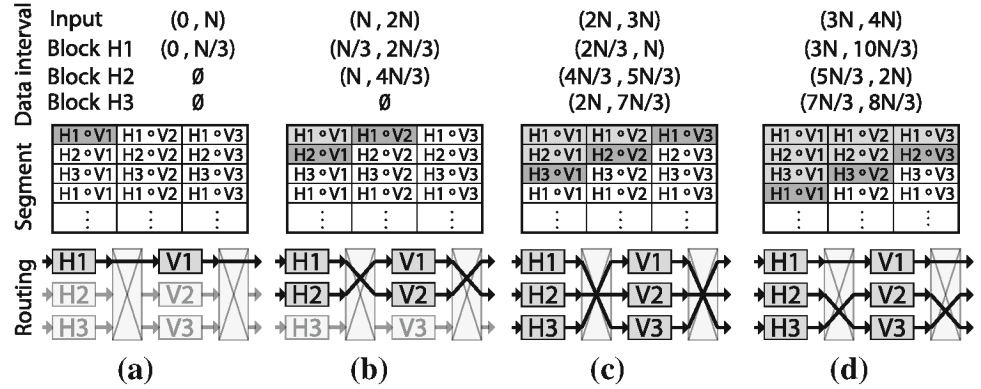 Data interval
Input (0 , N) (N , 2N) (2N , 3N) (3N , 4N)
Block H1 (0 , N/3) (N/3 , 2N/3) (2N/3 , N) (3N , 10N/3)
Block H2 Ø (N , 4N/3) (4N/3 , 5N/3) (5N/3 , 2N)
Block H3 Ø Ø (2N , 7N/3) (7N/3 , 8N/3)
Segment
H1∘V1 H1∘V2 H1∘V3 H1∘V1 H1∘V2 H1∘V3 H1∘V1 H1∘V2 H1∘V3 H1∘V1 H1∘V2 H1∘V3
H2∘V1 H2∘V2 H2∘V3 H2∘V1 H2∘V2 H2∘V3 H2∘V1 H2∘V2 H2∘V3 H2∘V1 H2∘V2 H2∘V3
H3∘V1 H3∘V2 H3∘V3 H3∘V1 H3∘V2 H3∘V3 H3∘V1 H3∘V2 H3∘V3 H3∘V1 H3∘V2 H3∘V3
H1∘V1 H1∘V2 H1∘V3 H1∘V1 H1∘V2 H1∘V3 H1∘V1 H1∘V2 H1∘V3 H1∘V1 H1∘V2 H1∘V3
⋮ ⋮ ⋮ ⋮ ⋮ ⋮ ⋮ ⋮ ⋮ ⋮ ⋮ ⋮
Routing
H1 V1 H1 V1 H1 V1 H1 V1
H2 V2 H2 V2 H2 V2 H2 V2
H3 V3 H3 V3 H3 V3 H3 V3
(a) (b) (c) (d)